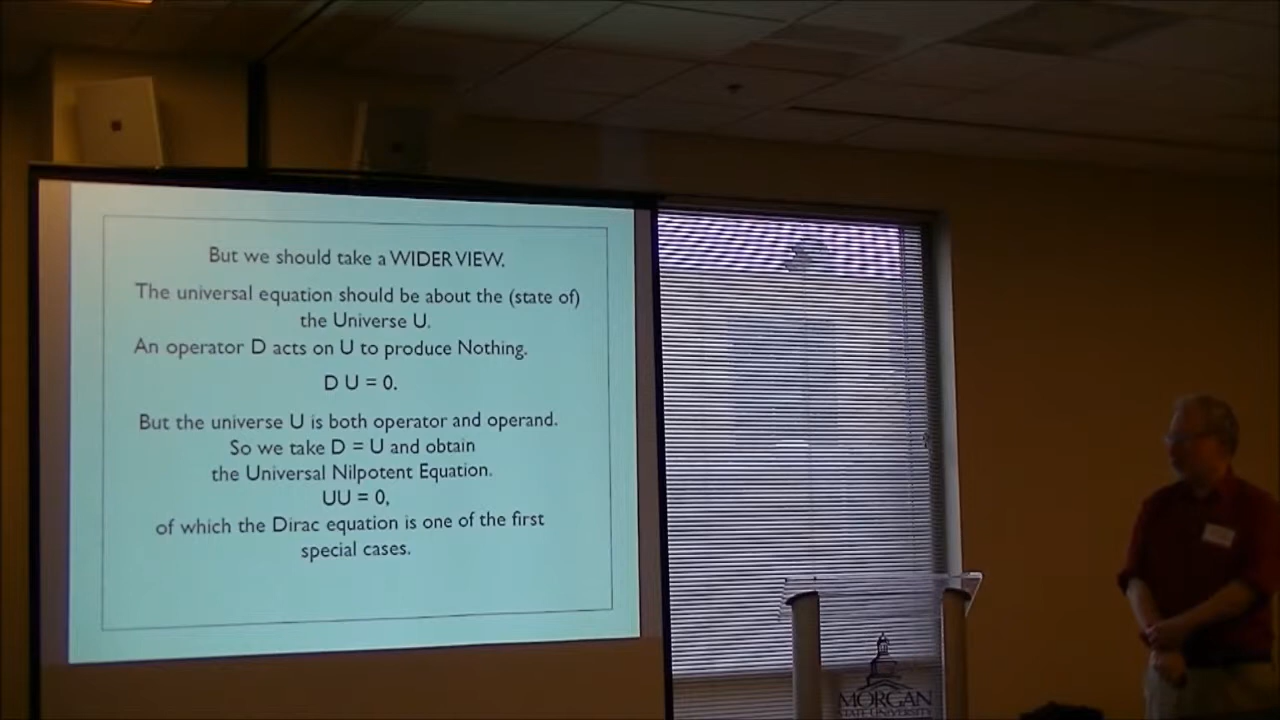 But we should take a WIDER VIEW.
The universal equation should be about the (state of)
the Universe U.
An operator D acts on U to produce Nothing.
D U = 0.
But the universe U is both operator and operand.
So we take D = U and obtain
the Universal Nilpotent Equation.
UU = 0,
of which the Dirac equation is one of the first
special cases.
MORGAN
STATE UNIVERSITY